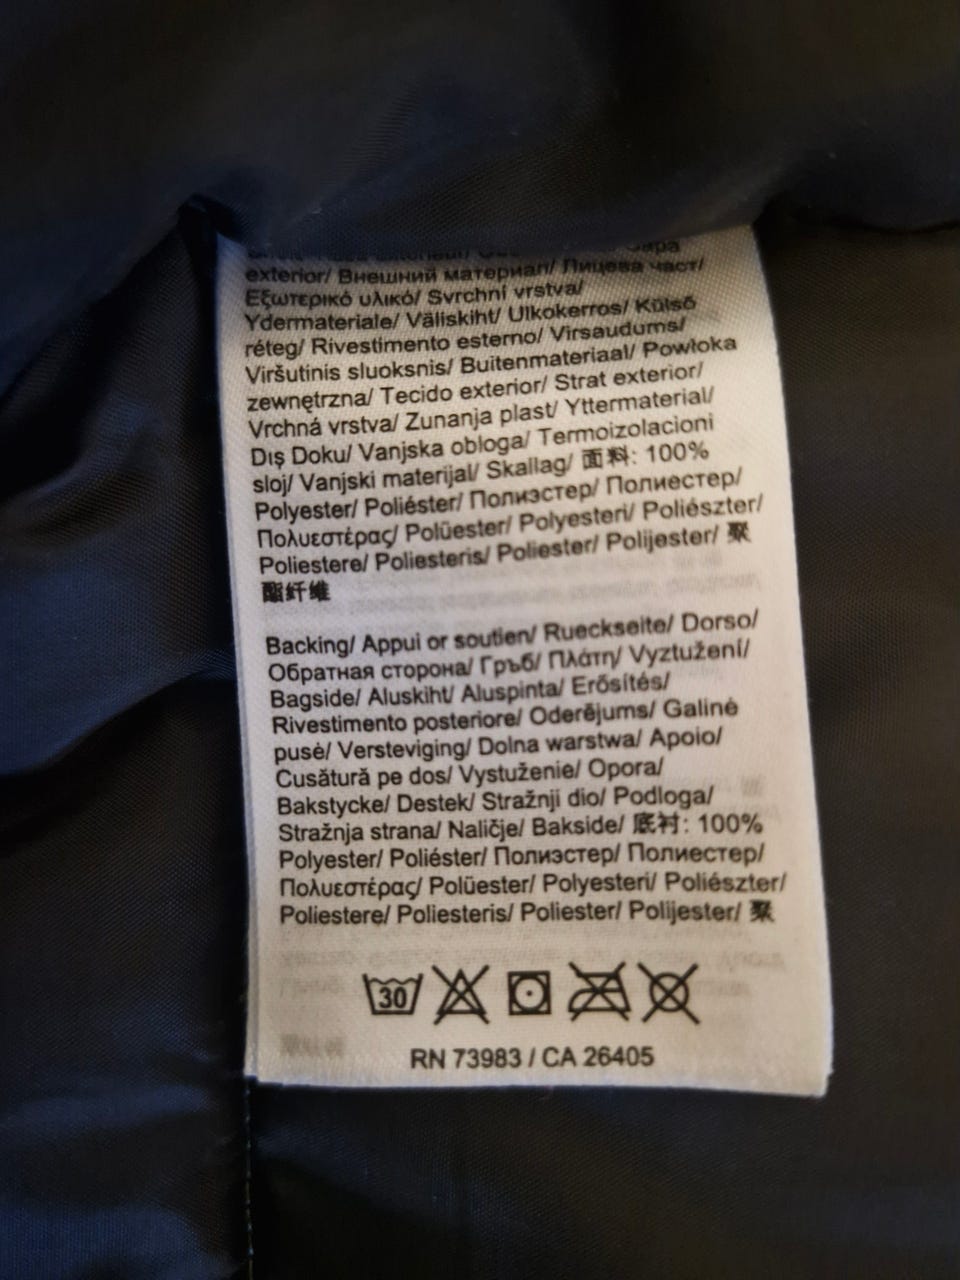 exterior/ Внешний материал/ Лицева част/
Εξωτερικό υλικό/ Svrchní vrstva/
Ydermateriale/ Väliskiht/ Ulkokerros/ Külső
réteg/ Rivestimento esterno/ Virsaudums/
Viršutinis sluoksnis/ Buitenmateriaal/ Powłoka
zewnętrzna/ Tecido exterior/ Strat exterior/
Vrchná vrstva/ Zunanja plast/ Yttermaterial/
Dış Doku/ Vanjska obloga/ Termoizolacioni
sloj/ Vanjski materijal/ Skallag/ 面料: 100%
Polyester/ Poliéster/ Полиэстер/ Полиестер/
Πολυεστέρας/ Polüester/ Polyesteri/ Poliészter/
Poliestere/ Poliesteris/ Poliester/ Polijester/ 聚
酯纤维
Backing/ Appui or soutien/ Rueckseite/ Dorso/
Обратная сторона/ Гръб/ Πλάτη/ Vyztužení/
Bagside/ Aluskiht/ Aluspinta/ Erősítés/
Rivestimento posteriore/ Oderējums/ Galinė
pusė/ Versteviging/ Dolna warstwa/ Apoio/
Cusătură pe dos/ Vystuženie/ Opora/
Bakstycke/ Destek/ Stražnji dio/ Podloga/
Stražnja strana/ Naličje/ Bakside/ 底衬: 100%
Polyester/ Poliéster/ Полиэстер/ Полиестер/
Πολυεστέρας/ Polüester/ Polyesteri/ Poliészter/
Poliestere/ Poliesteris/ Poliester/ Polijester/ 聚
30
RN 73983 / CA 26405